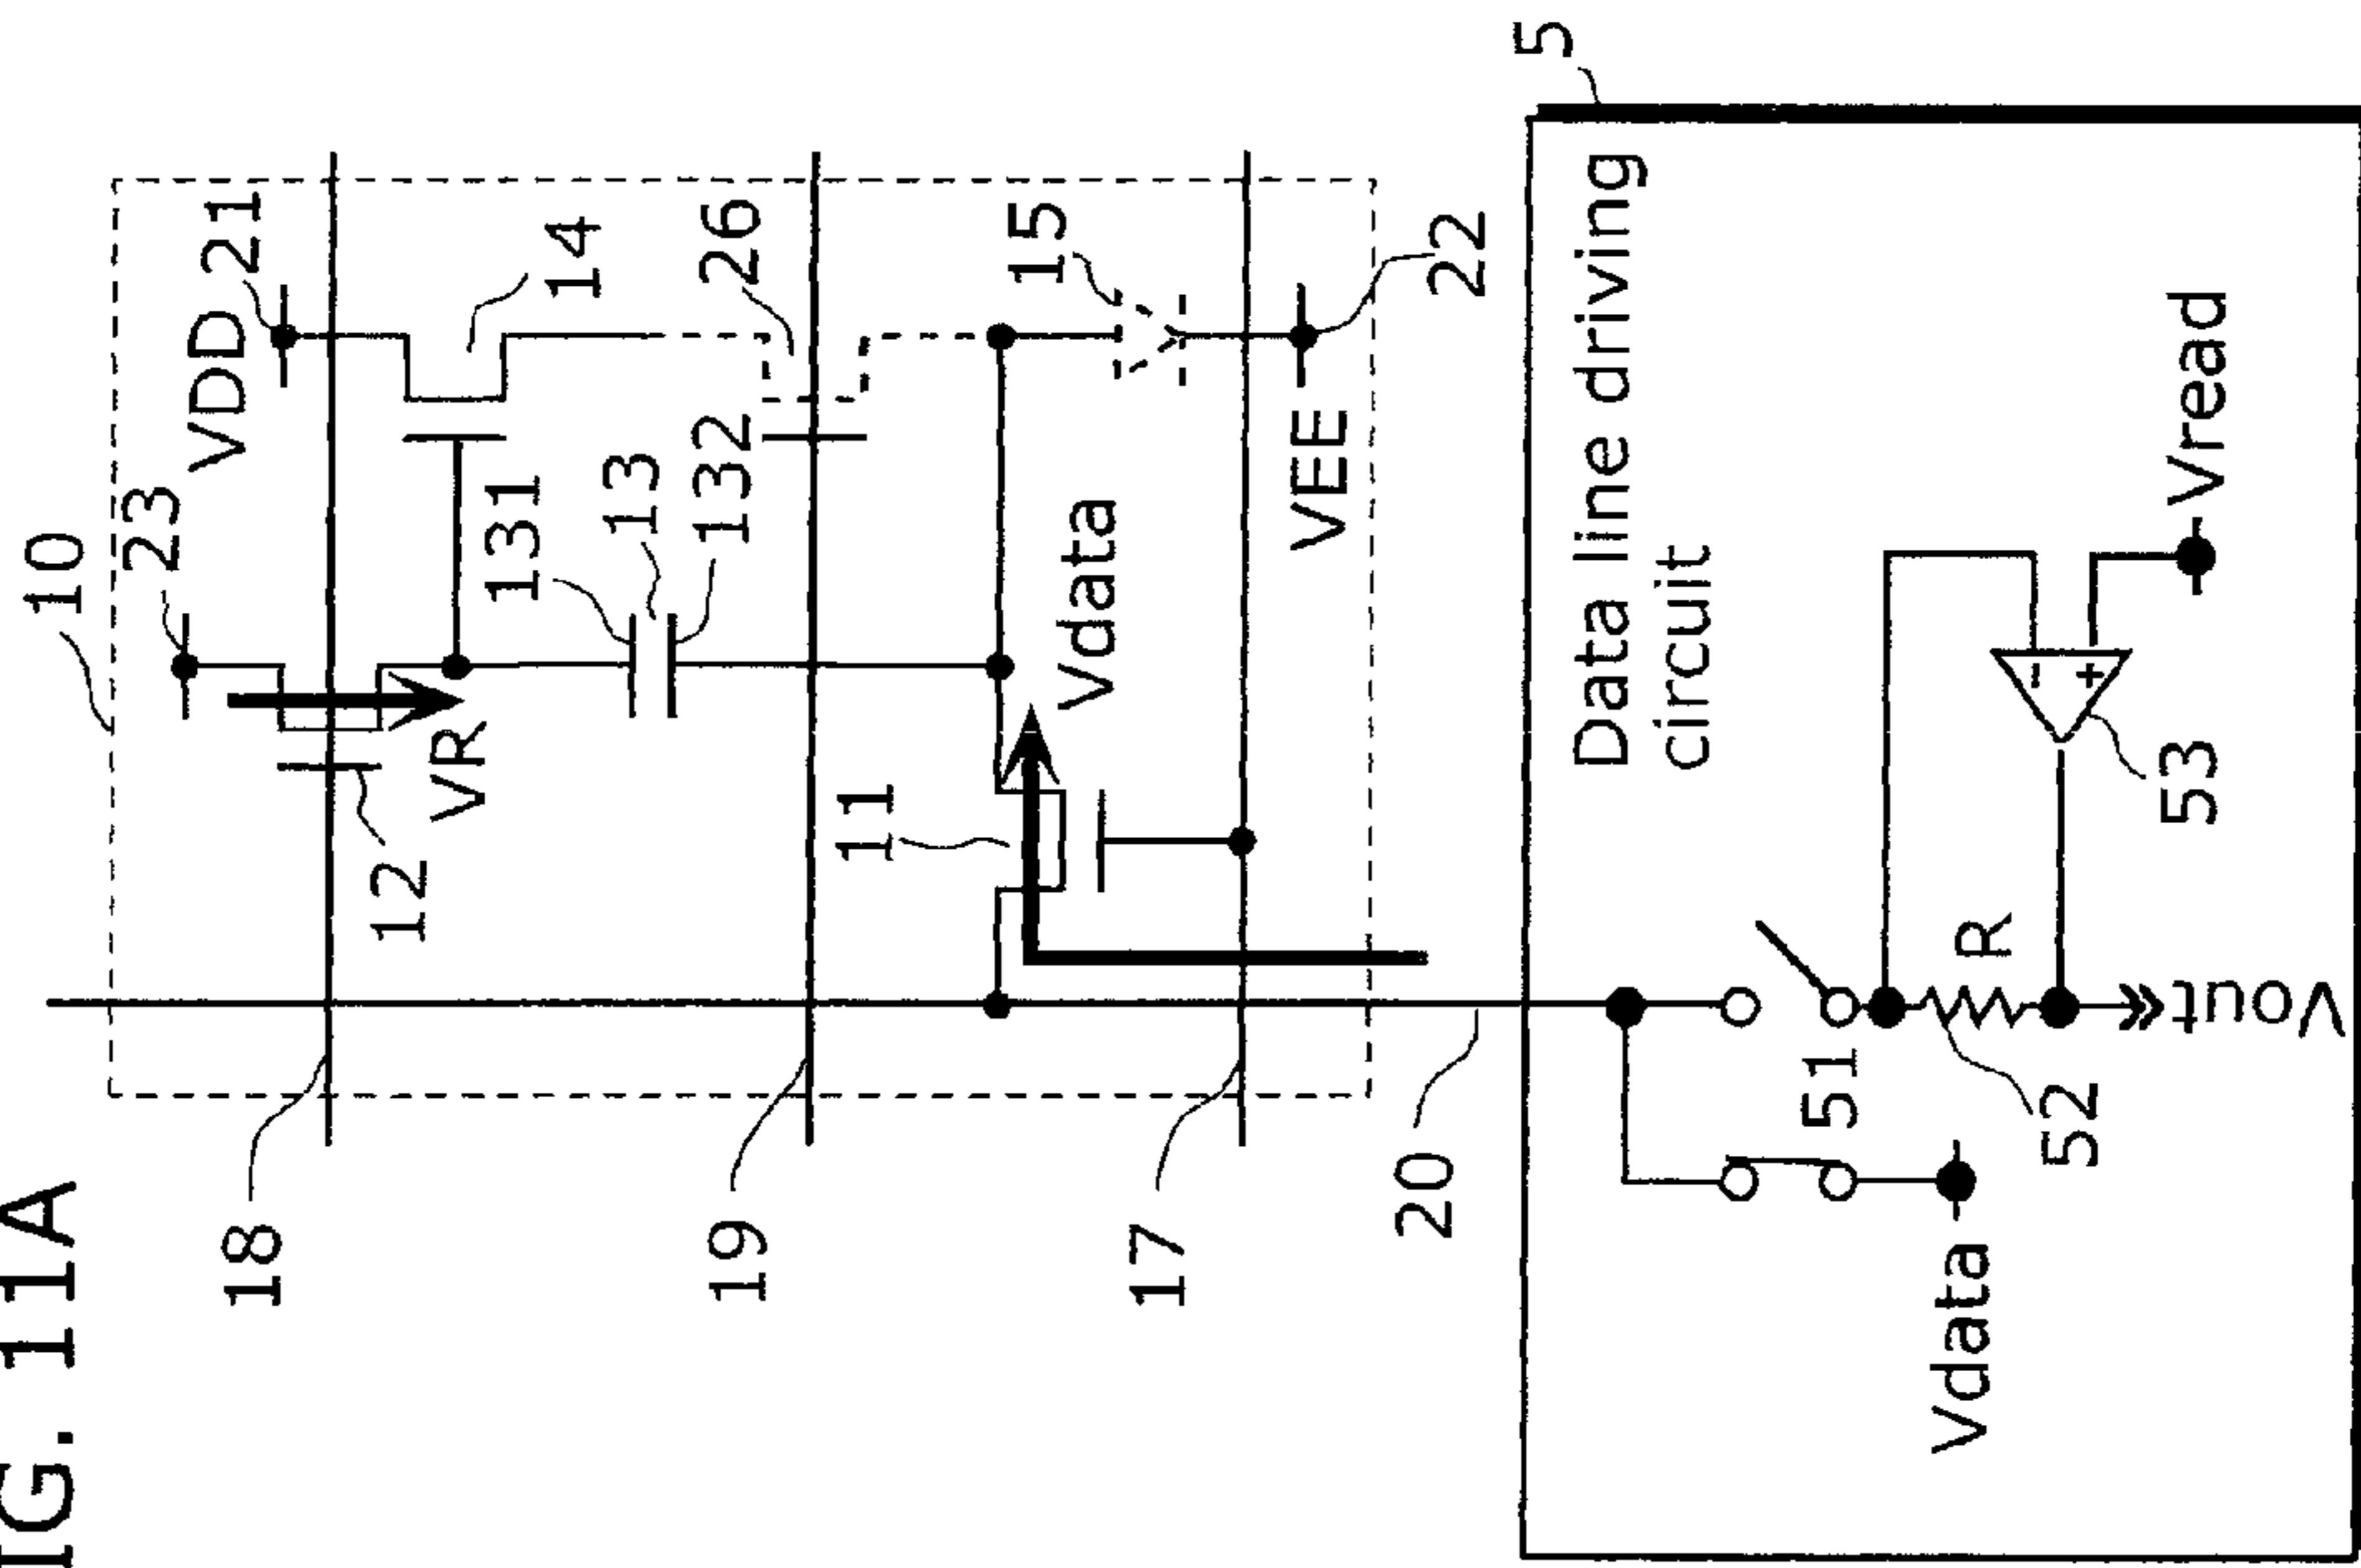 IG. 11A
10
23
VDD 21
18
12
VR
131
14
13
132
26
19
11
15
Vdata
17
VEE
22
20
5
Data line driving
circuit
51
R
Vdata
52
-
+
53
Vread
Vout